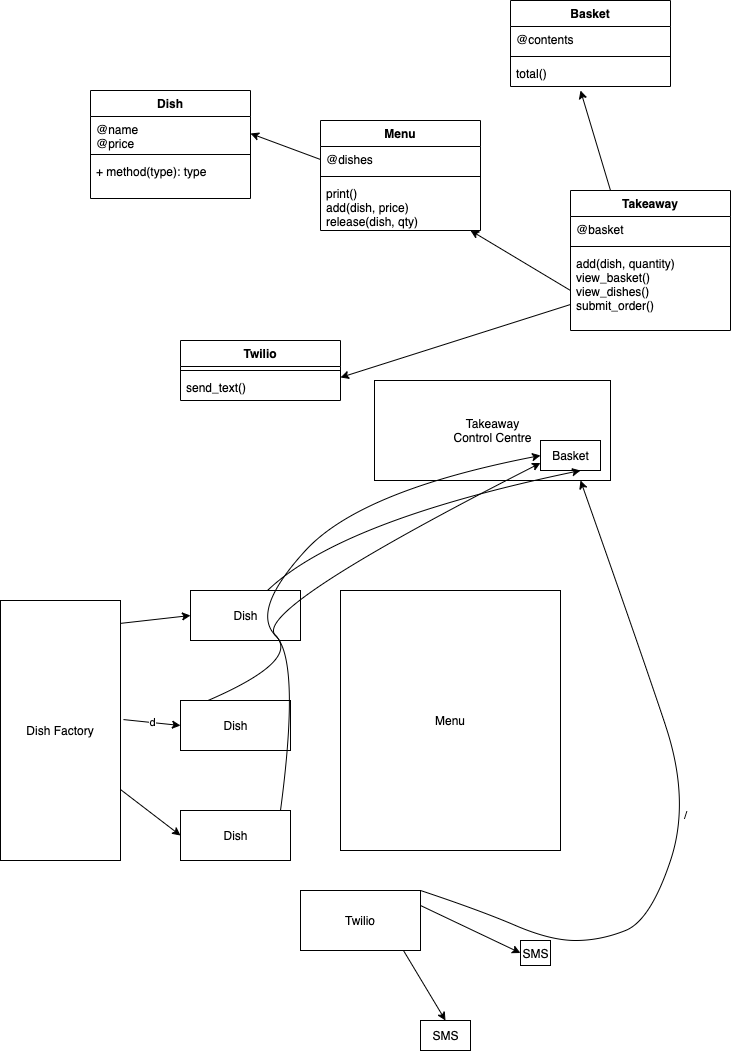 Basket
@contents
total()
Dish
@name
@price
+ method(type): type
Menu
@dishes
print()
add(dish, price)
release(dish, qty)
Takeaway
@basket
add(dish, quantity)
view_basket()
view_dishes()
submit_order()
Twilio
send_text()
Takeaway
Control Centre
Basket
Dish
Dish Factory
d
Dish
Menu
Dish
/
Twilio
SMS
SMS